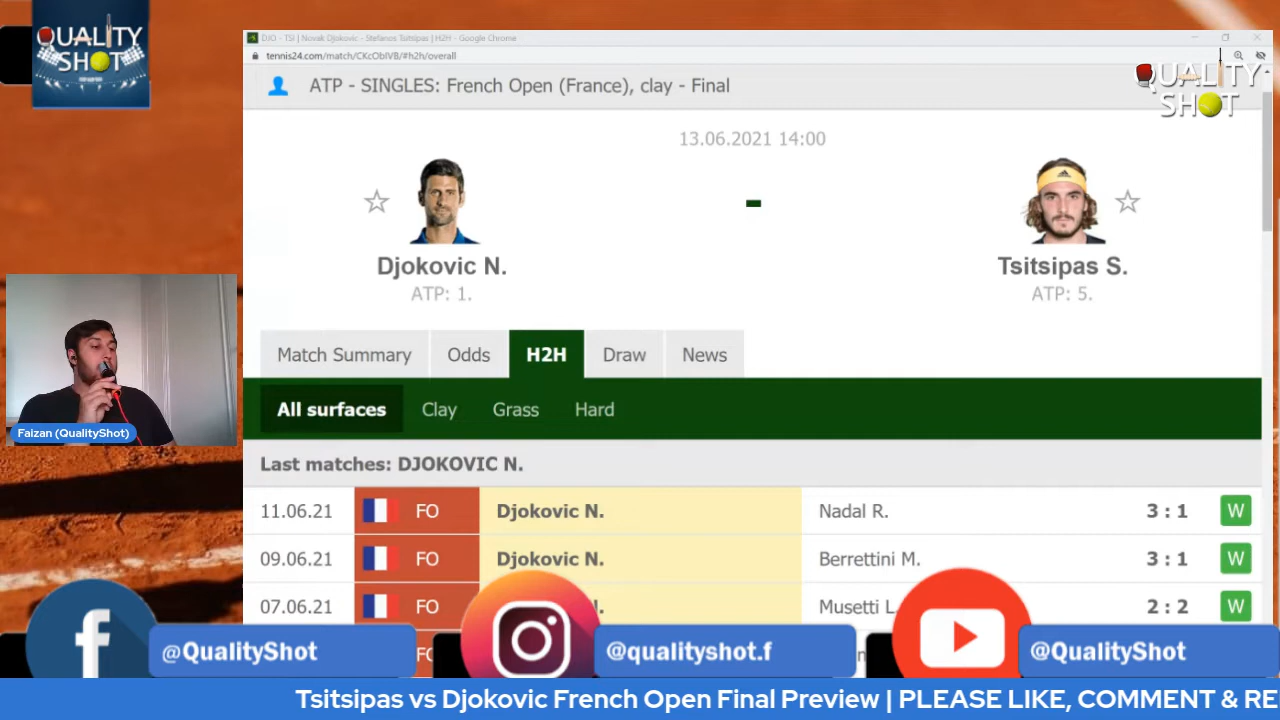 QUALITY
SHOT
DJO - TSI | Novak Djokovic - Stefanos Tsitsipas | H2H - Google Chrome
tennis24.com/match/CKcOblVB/#h2h/overall
ATP - SINGLES: French Open (France), clay - Final
QUALITY
SHOT
13.06.2021 14:00
-
Djokovic N.
ATP: 1.
Tsitsipas S.
ATP: 5.
Match Summary Odds H2H Draw News
All surfaces Clay Grass Hard
Faizan (QualityShot)
Last matches: DJOKOVIC N.
11.06.21 FO Djokovic N. Nadal R. 3 : 1 W
09.06.21 FO Djokovic N. Berrettini M. 3 : 1 W
07.06.21 FO Musetti L. 2 : 2 W
@QualityShot
@qualityshot.f
@QualityShot
Tsitsipas vs Djokovic French Open Final Preview | PLEASE LIKE, COMMENT & RE